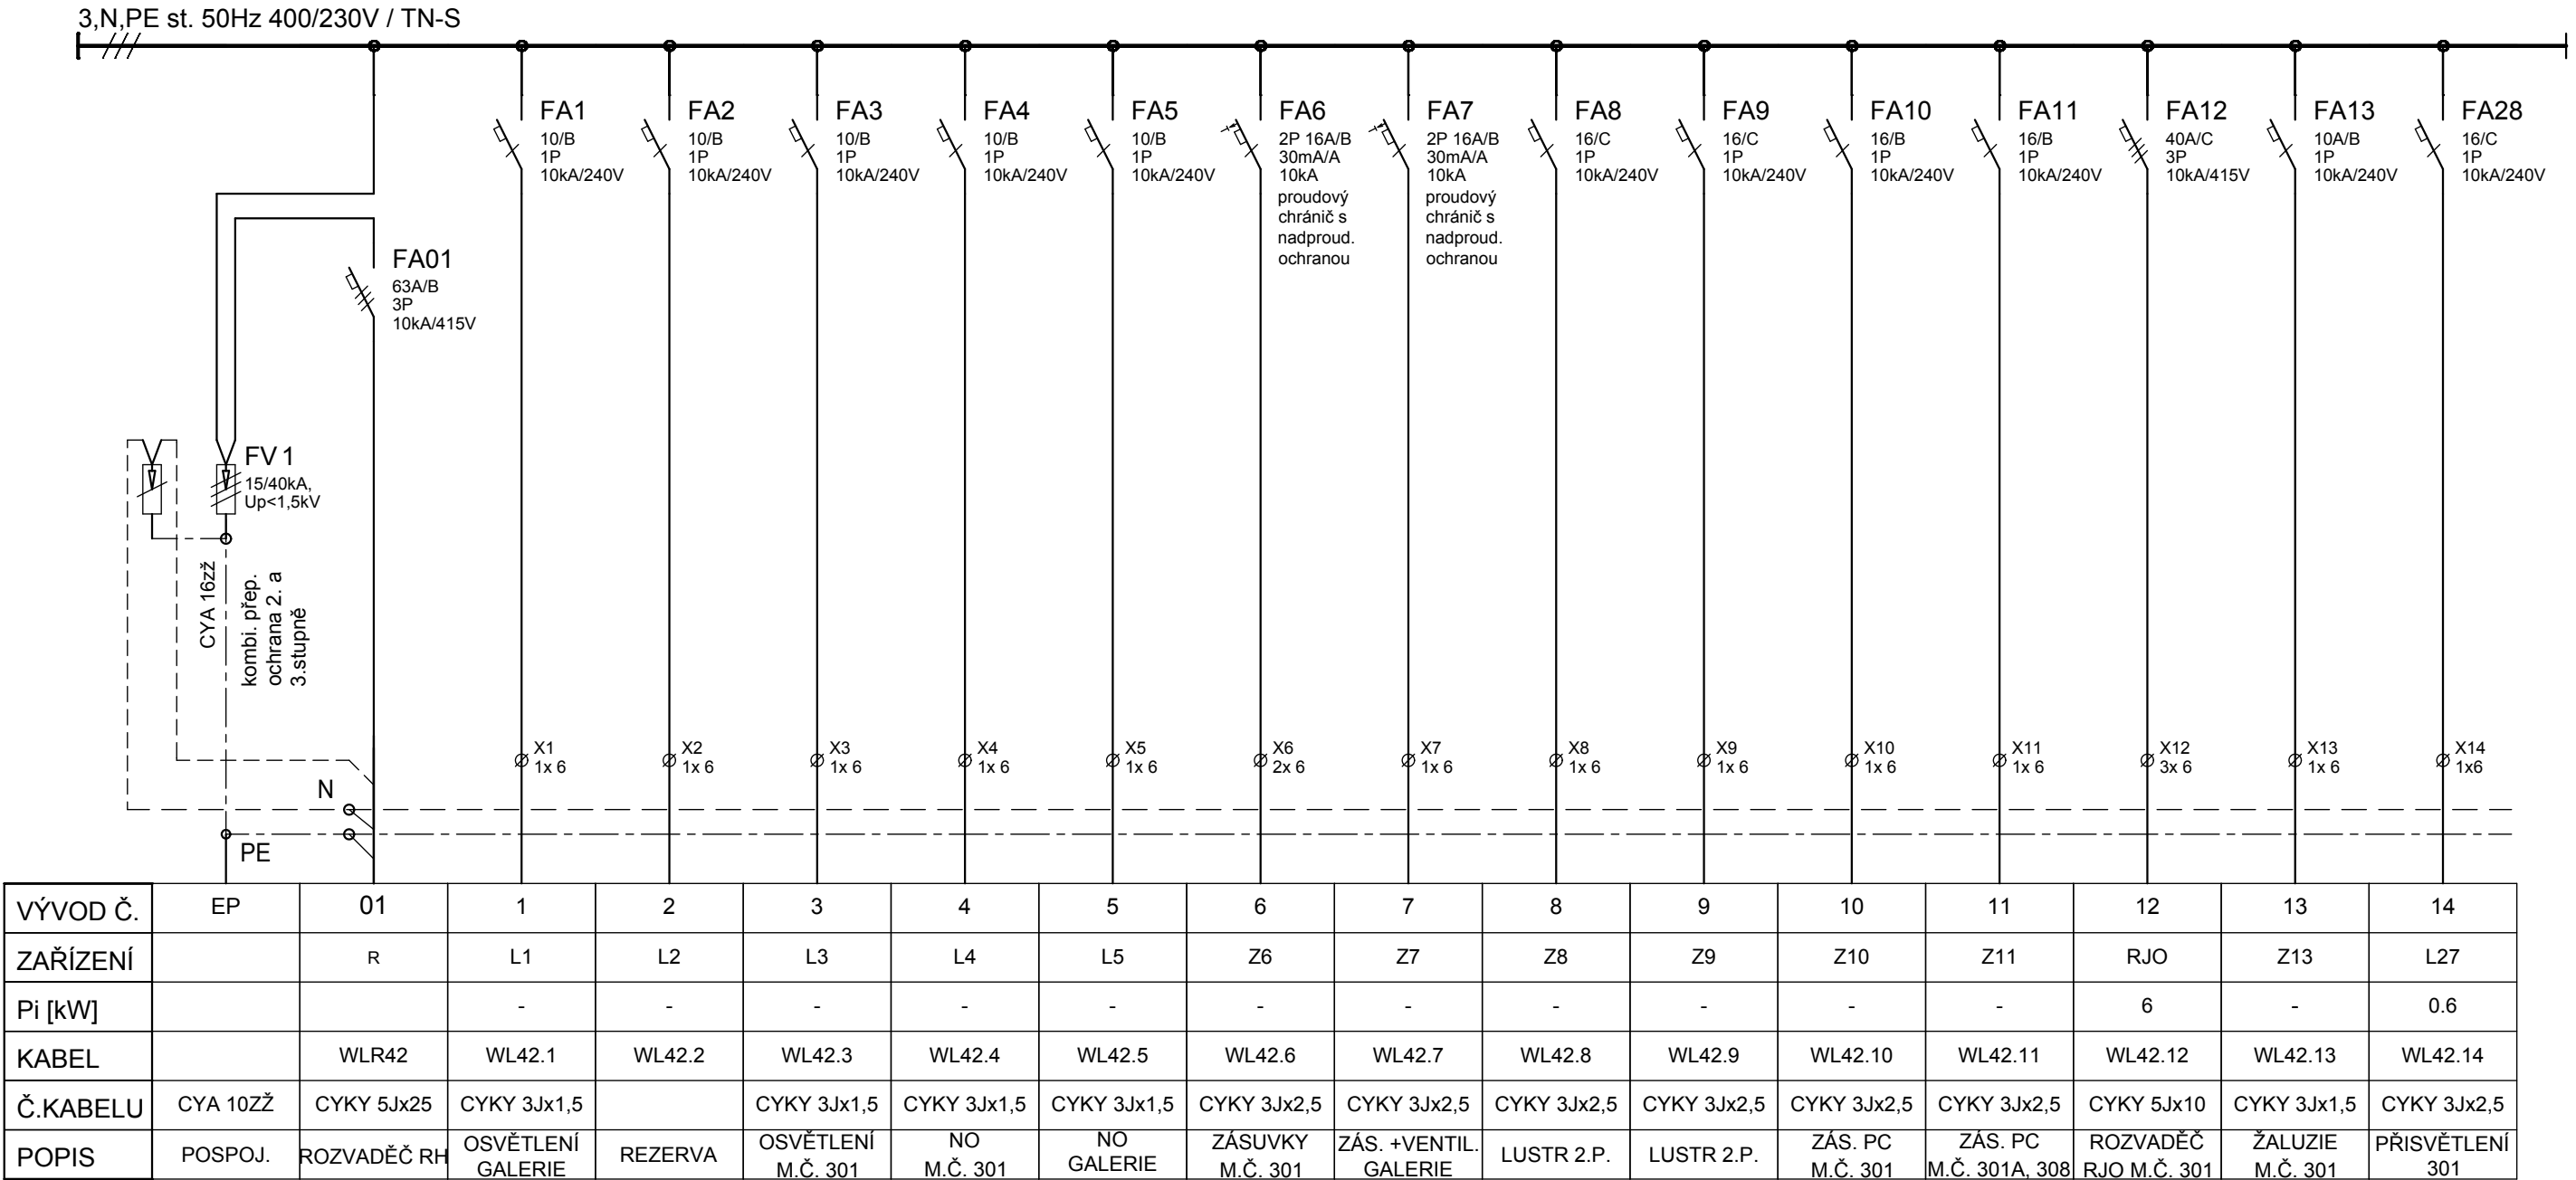 3,N,PE st. 50Hz 400/230V / TN-S
FA1
10/B
1P
10kA/240V
FA2
10/B
1P
10kA/240V
FA3
10/B
1P
10kA/240V
FA4
10/B
1P
10kA/240V
FA5
10/B
1P
10kA/240V
FA6
2P 16A/B
30mA/A
10kA
proudový
chránič s
nadproud.
ochranou
FA7
2P 16A/B
30mA/A
10kA
proudový
chránič s
nadproud.
ochranou
FA8
16/C
1P
10kA/240V
FA9
16/C
1P
10kA/240V
FA10
16/B
1P
10kA/240V
FA11
16/B
1P
10kA/240V
FA12
40A/C
3P
10kA/415V
FA13
10A/B
1P
10kA/240V
FA28
16/C
1P
10kA/240V
FA01
63A/B
3P
10kA/415V
FV 1
15/40kA,
Up<1,5kV
CYA 16zž
kombi. přep.
ochrana 2. a
3.stupně
X1
1x 6
X2
1x 6
X3
1x 6
X4
1x 6
X5
1x 6
X6
2x 6
X7
1x 6
X8
1x 6
X9
1x 6
X10
1x 6
X11
1x 6
X12
3x 6
X13
1x 6
X14
1x6
N
PE
VÝVOD Č. EP 01 1 2 3 4 5 6 7 8 9 10 11 12 13 14
ZAŘÍZENÍ R L1 L2 L3 L4 L5 Z6 Z7 Z8 Z9 Z10 Z11 RJO Z13 L27
Pi [kW] - - - - - - - - - - - 6 - 0.6
KABEL WLR42 WL42.1 WL42.2 WL42.3 WL42.4 WL42.5 WL42.6 WL42.7 WL42.8 WL42.9 WL42.10 WL42.11 WL42.12 WL42.13 WL42.14
Č.KABELU CYA 10ZŽ CYKY 5Jx25 CYKY 3Jx1,5 CYKY 3Jx1,5 CYKY 3Jx1,5 CYKY 3Jx1,5 CYKY 3Jx2,5 CYKY 3Jx2,5 CYKY 3Jx2,5 CYKY 3Jx2,5 CYKY 3Jx2,5 CYKY 3Jx2,5 CYKY 5Jx10 CYKY 3Jx1,5 CYKY 3Jx2,5
POPIS
POSPOJ.
ROZVADĚČ RH
OSVĚTLENÍ
GALERIE
REZERVA
OSVĚTLENÍ
M.Č. 301
NO
M.Č. 301
NO
GALERIE
ZÁSUVKY
M.Č. 301
ZÁS. +VENTIL.
GALERIE
LUSTR 2.P.
LUSTR 2.P.
ZÁS. PC
M.Č. 301
ZÁS. PC
M.Č. 301A, 308
ROZVADĚČ
RJO M.Č. 301
ŽALUZIE
M.Č. 301
PŘISVĚTLENÍ
301